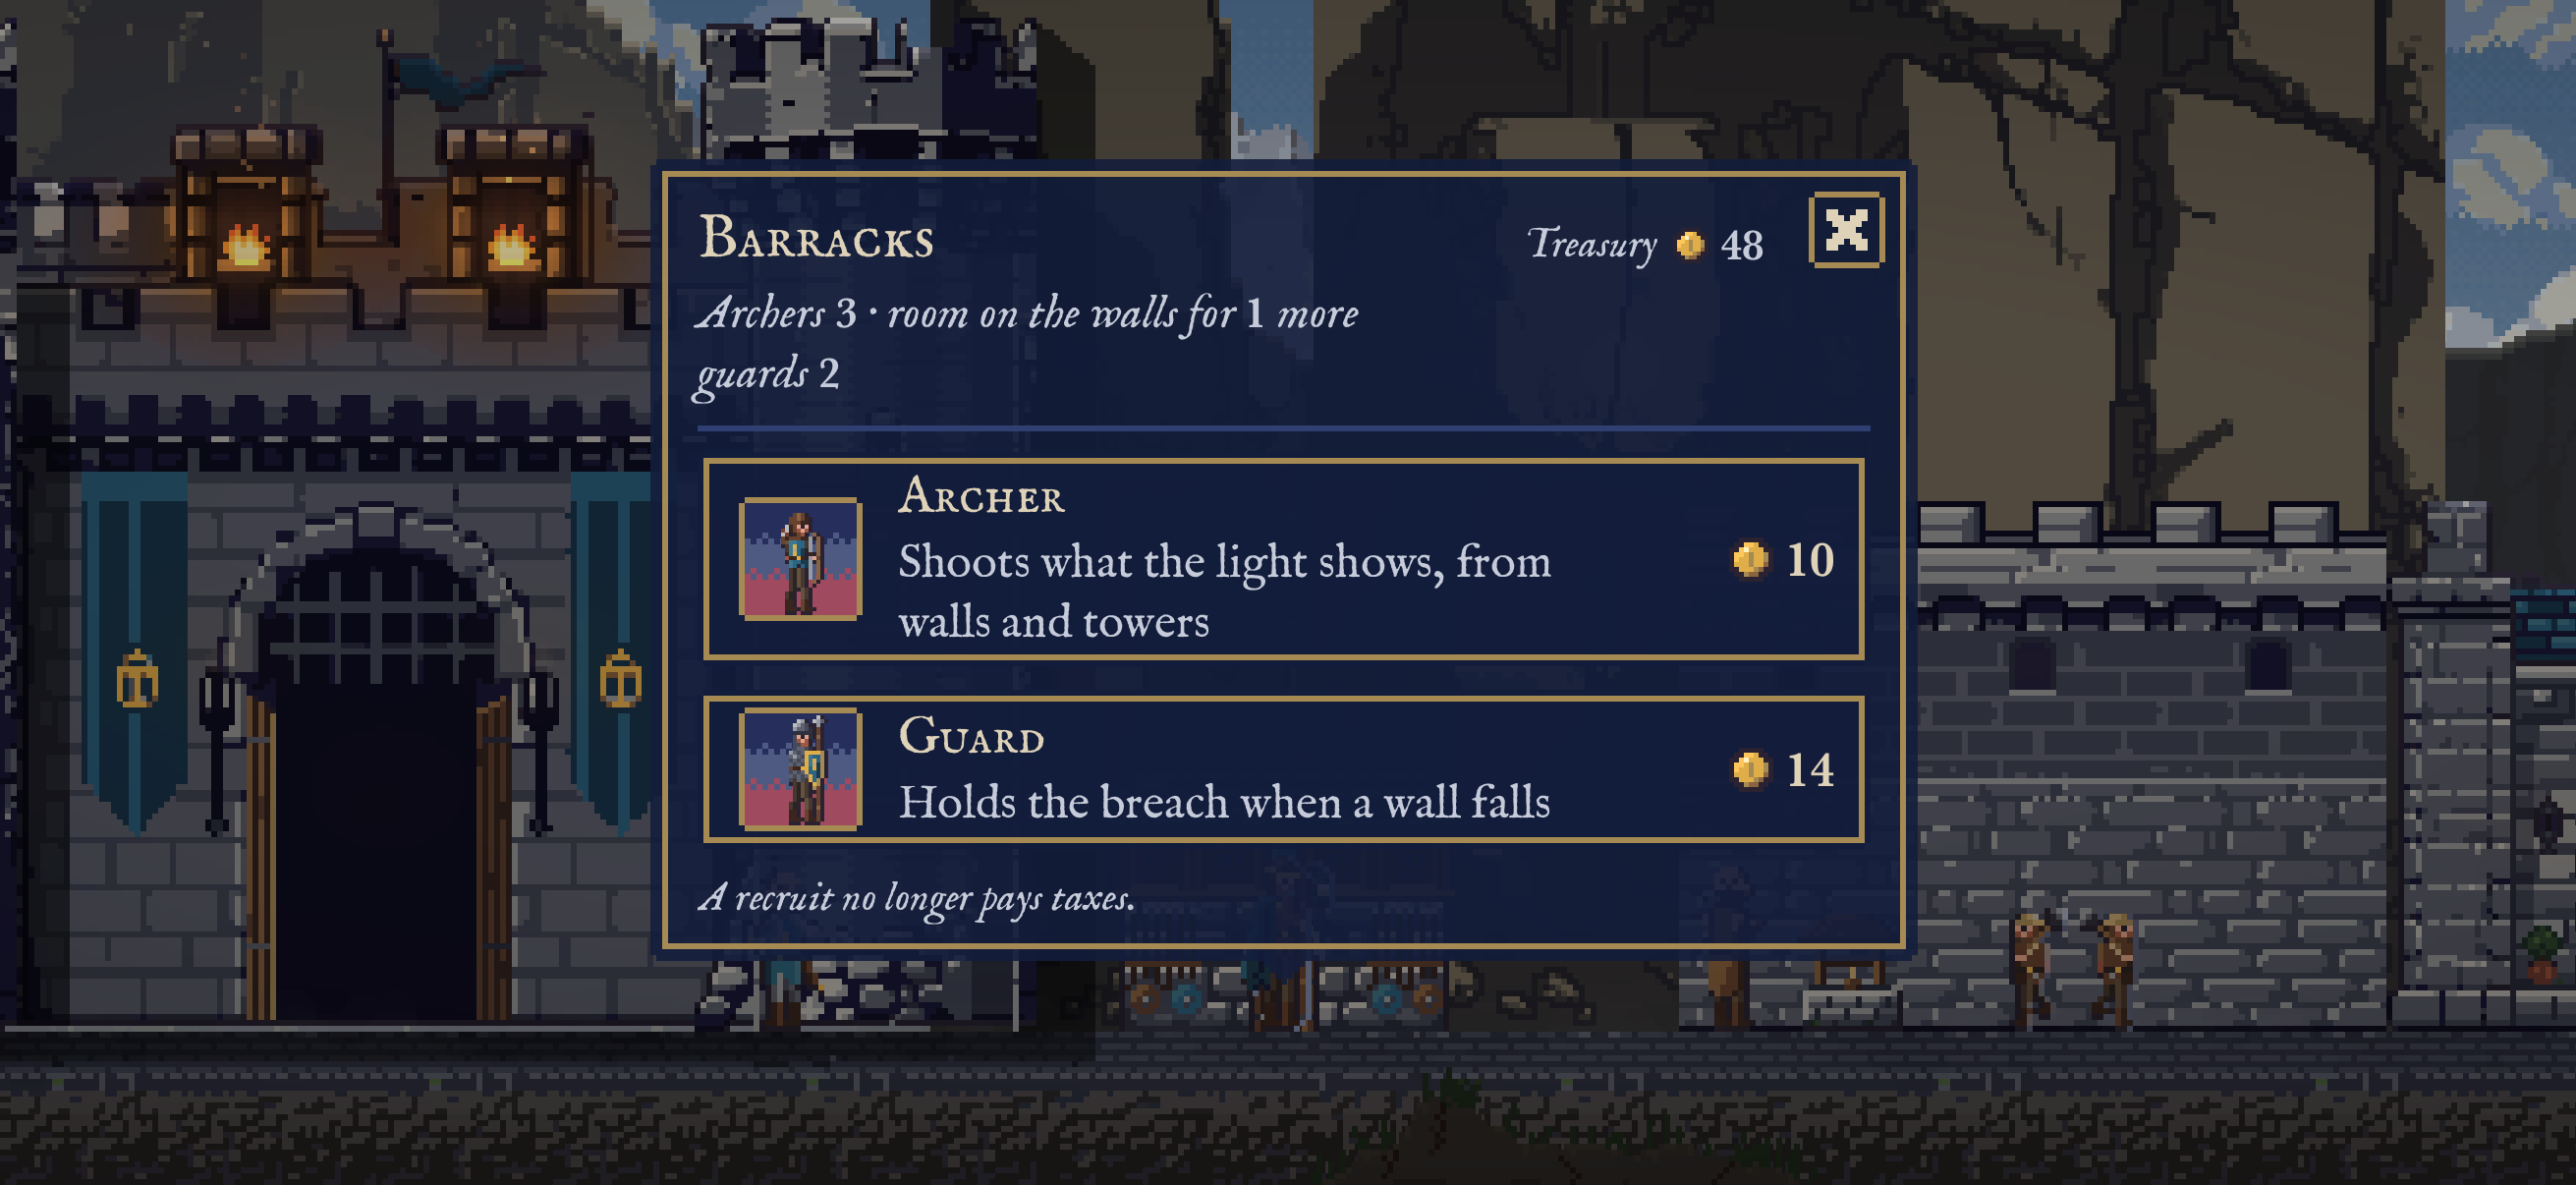 Barracks
Treasury 48
Archers 3 · room on the walls for 1 more
guards 2
Archer
Shoots what the light shows, from
walls and towers
10
Guard
Holds the breach when a wall falls
14
A recruit no longer pays taxes.